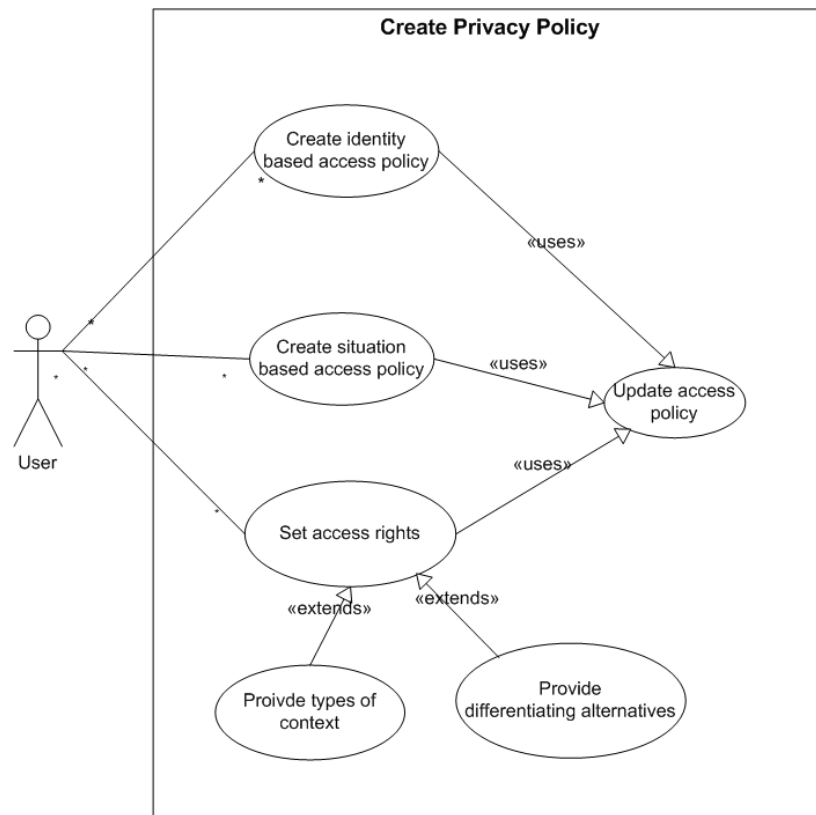 Create Privacy Policy
Create identity
based access policy
*
«uses»
*
Create situation
based access policy
«uses»
*
*
*
Update access
policy
User
«uses»
*
Set access rights
«extends»
«extends»
Proivde types of
context
Provide
differentiating alternatives